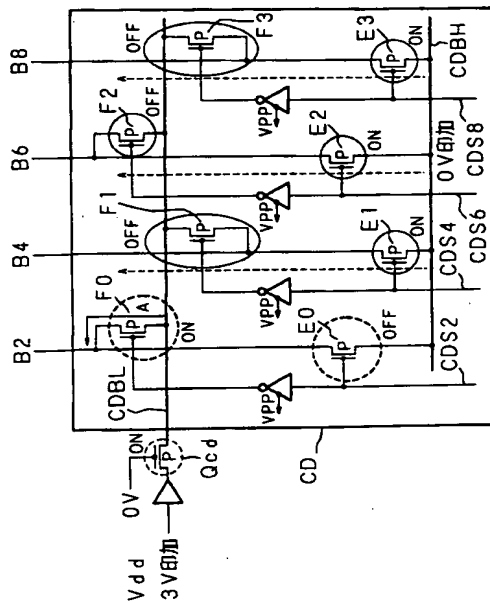 B2
B4
B6
B8
F0
F1
F2
F3
OFF
OFF
OFF
ON
A
P
P
P
P
CDBL
Vdd
3V印加
0V
ON
P
Qcd
VPP
VPP
VPP
VPP
E0
E1
E2
E3
P
P
P
P
OFF
ON
ON
ON
CD
CDS2
CDS4
CDS6
CDS8
0V印加
CDBH